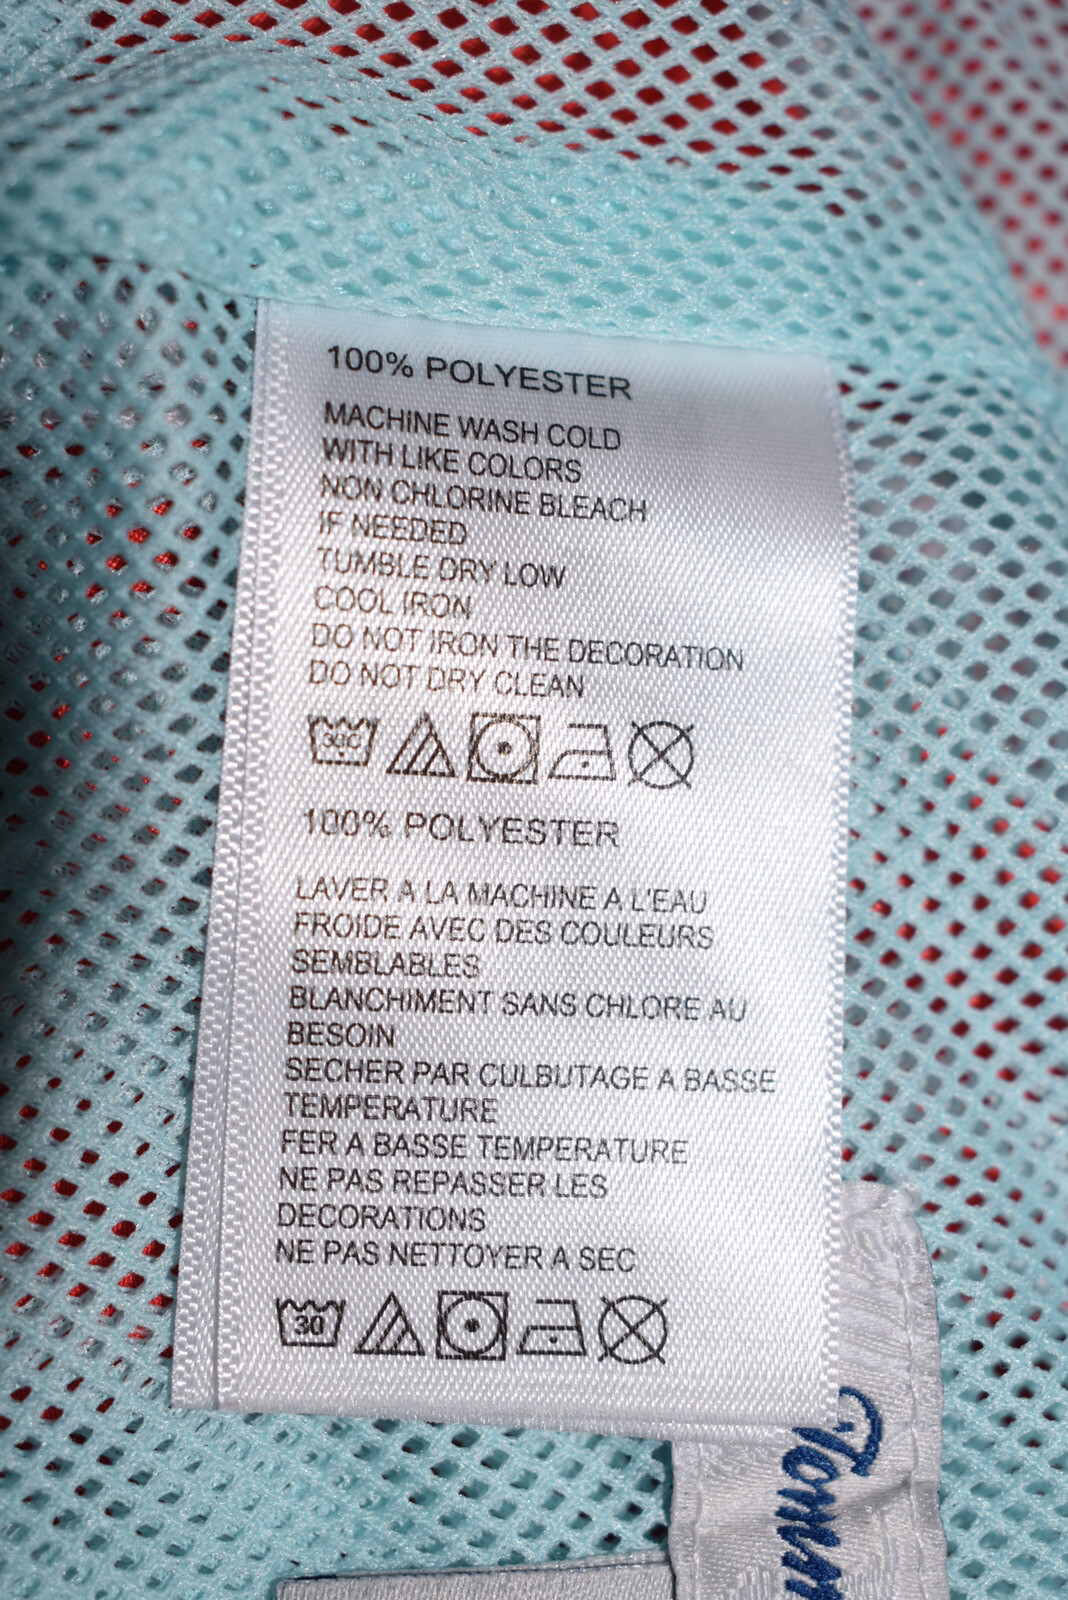 100% POLYESTER
MACHINE WASH COLD
WITH LIKE COLORS
NON CHLORINE BLEACH
IF NEEDED
TUMBLE DRY LOW
COOL IRON
DO NOT IRON THE DECORATION
DO NOT DRY CLEAN
30C
100% POLYESTER
LAVER A LA MACHINE A L'EAU
FROIDE AVEC DES COULEURS
SEMBLABLES
BLANCHIMENT SANS CHLORE AU
BESOIN
SECHER PAR CULBUTAGE A BASSE
TEMPERATURE
FER A BASSE TEMPERATURE
NE PAS REPASSER LES
DECORATIONS
NE PAS NETTOYER A SEC
30